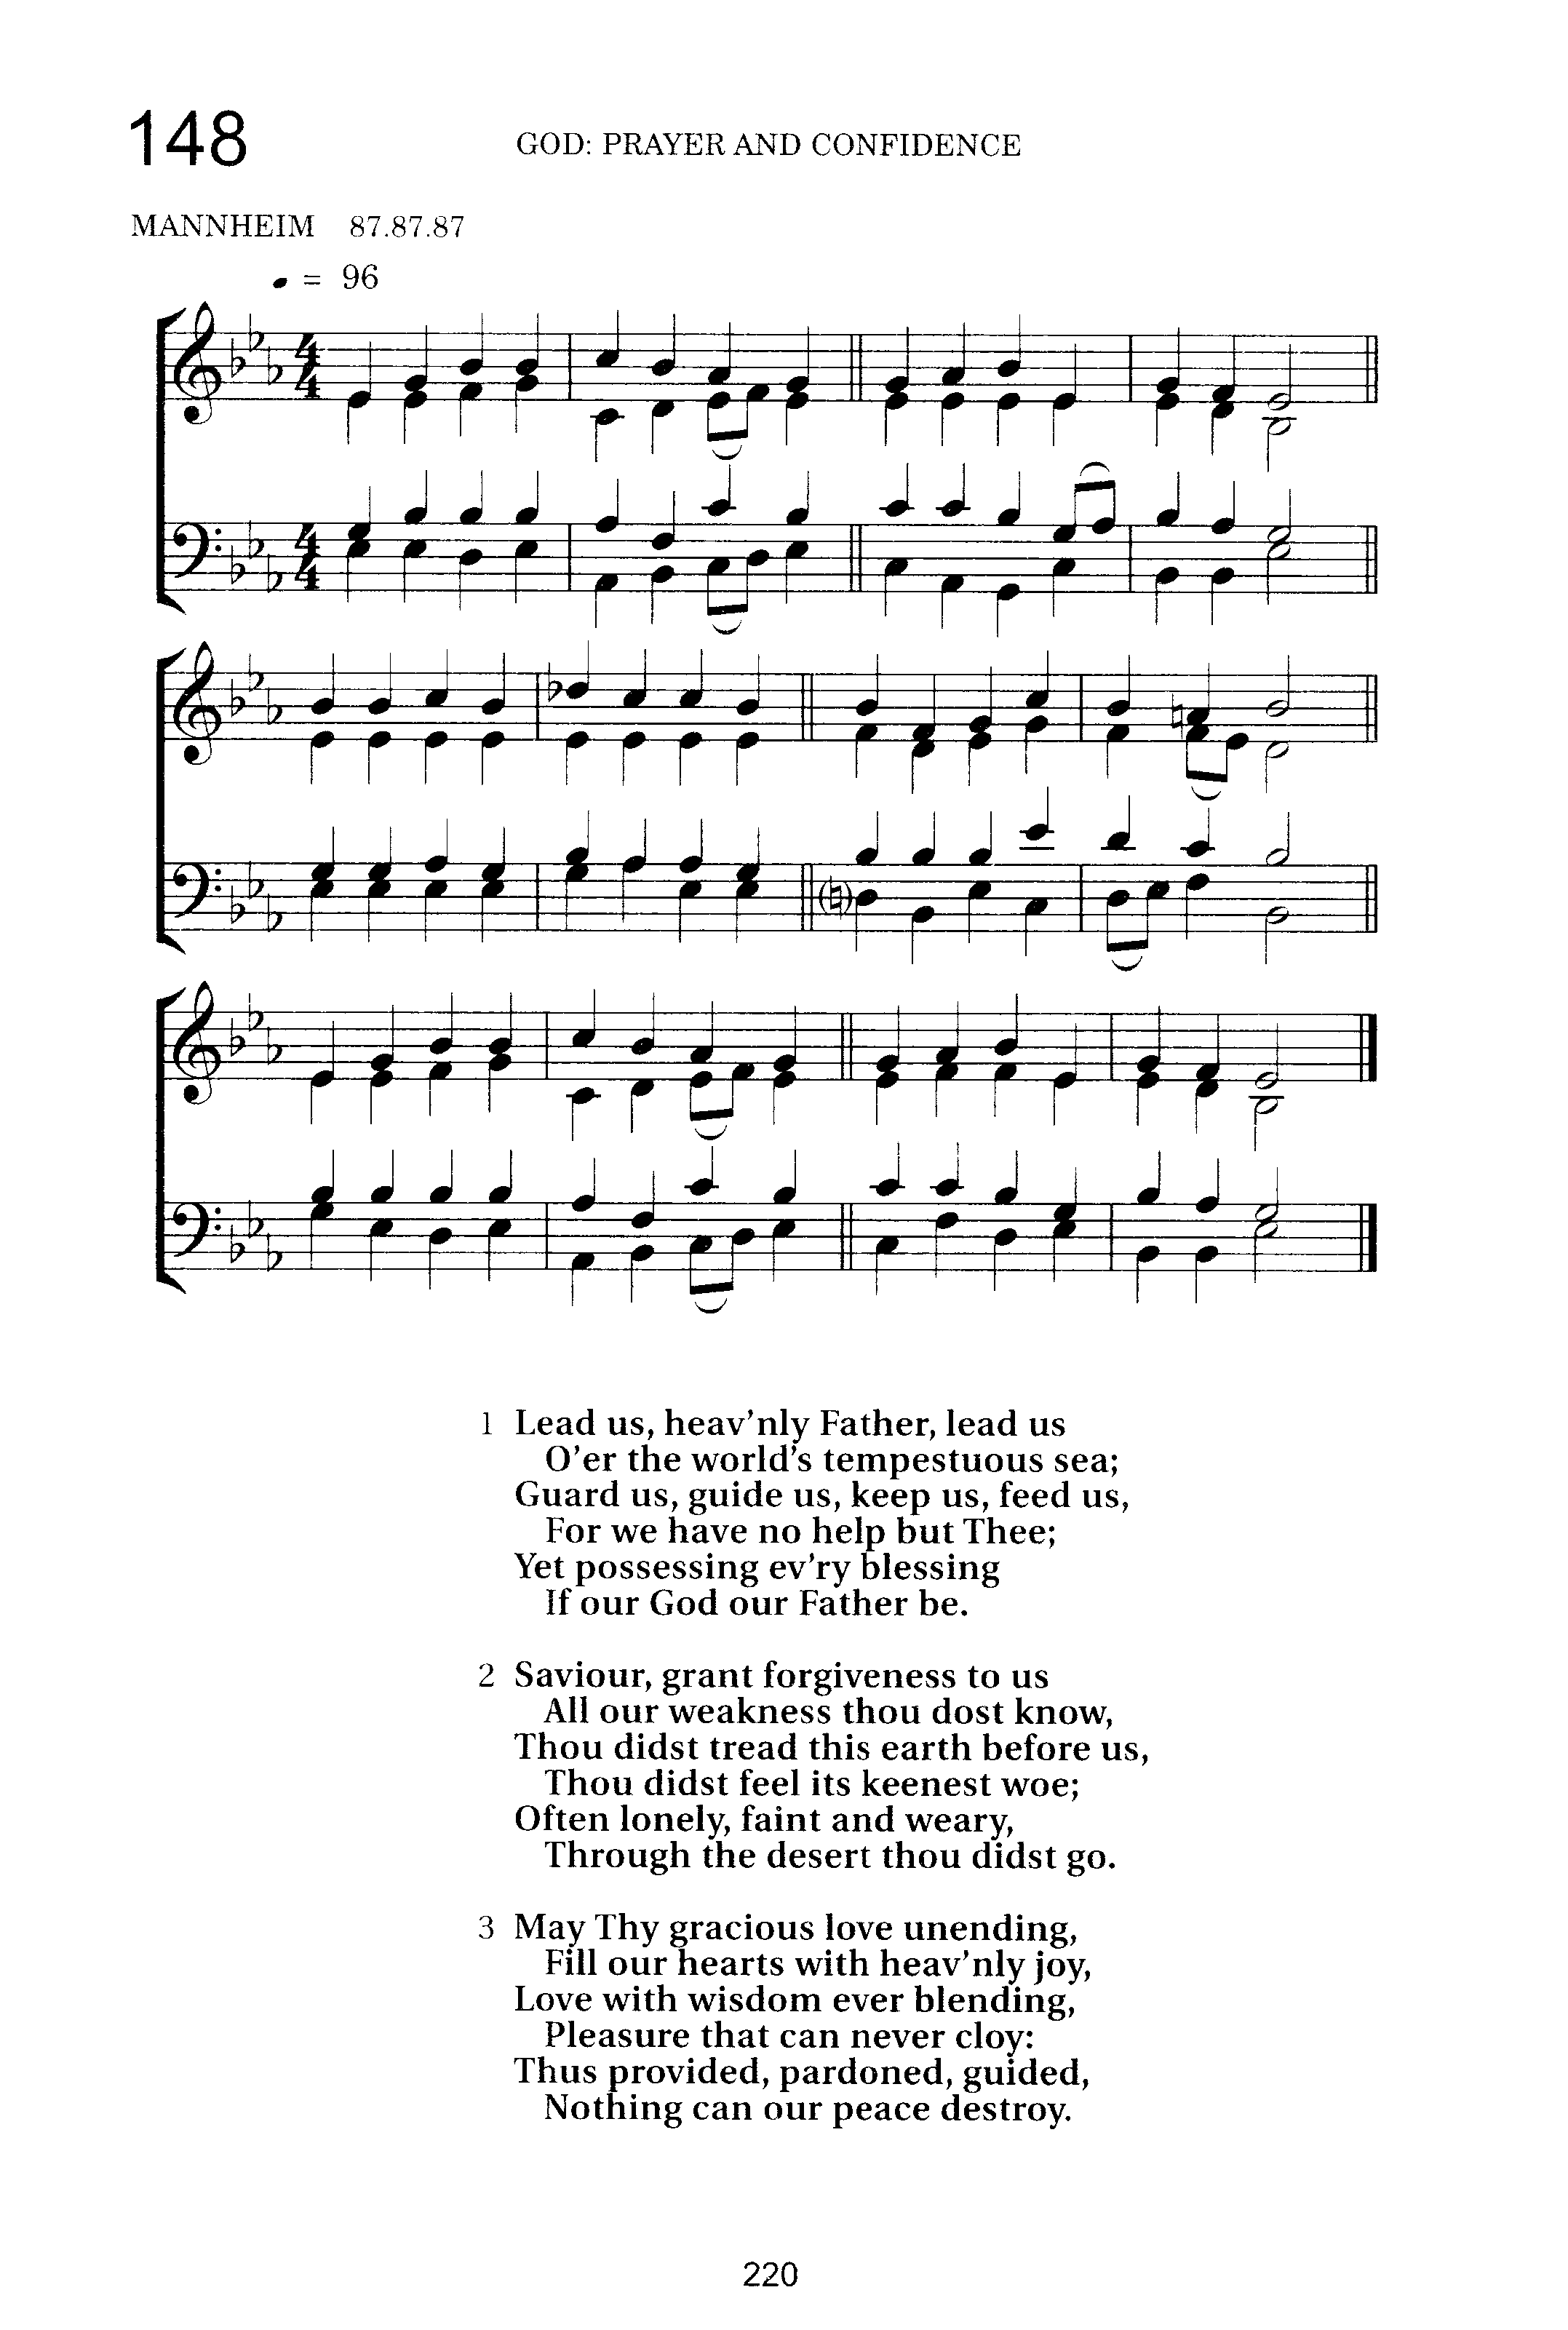 148
GOD: PRAYER AND CONFIDENCE
MANNHEIM 87.87.87
= 96
4 4
4 4
1 Lead us, heav’nly Father, lead us
O’er the world’s tempestuous sea;
Guard us, guide us, keep us, feed us,
For we have no help but Thee;
Yet possessing ev’ry blessing
If our God our Father be.
2 Saviour, grant forgiveness to us
All our weakness thou dost know,
Thou didst tread this earth before us,
Thou didst feel its keenest woe;
Often lonely, faint and weary,
Through the desert thou didst go.
3 May Thy gracious love unending,
Fill our hearts with heav’nly joy,
Love with wisdom ever blending,
Pleasure that can never cloy:
Thus provided, pardoned, guided,
Nothing can our peace destroy.
220